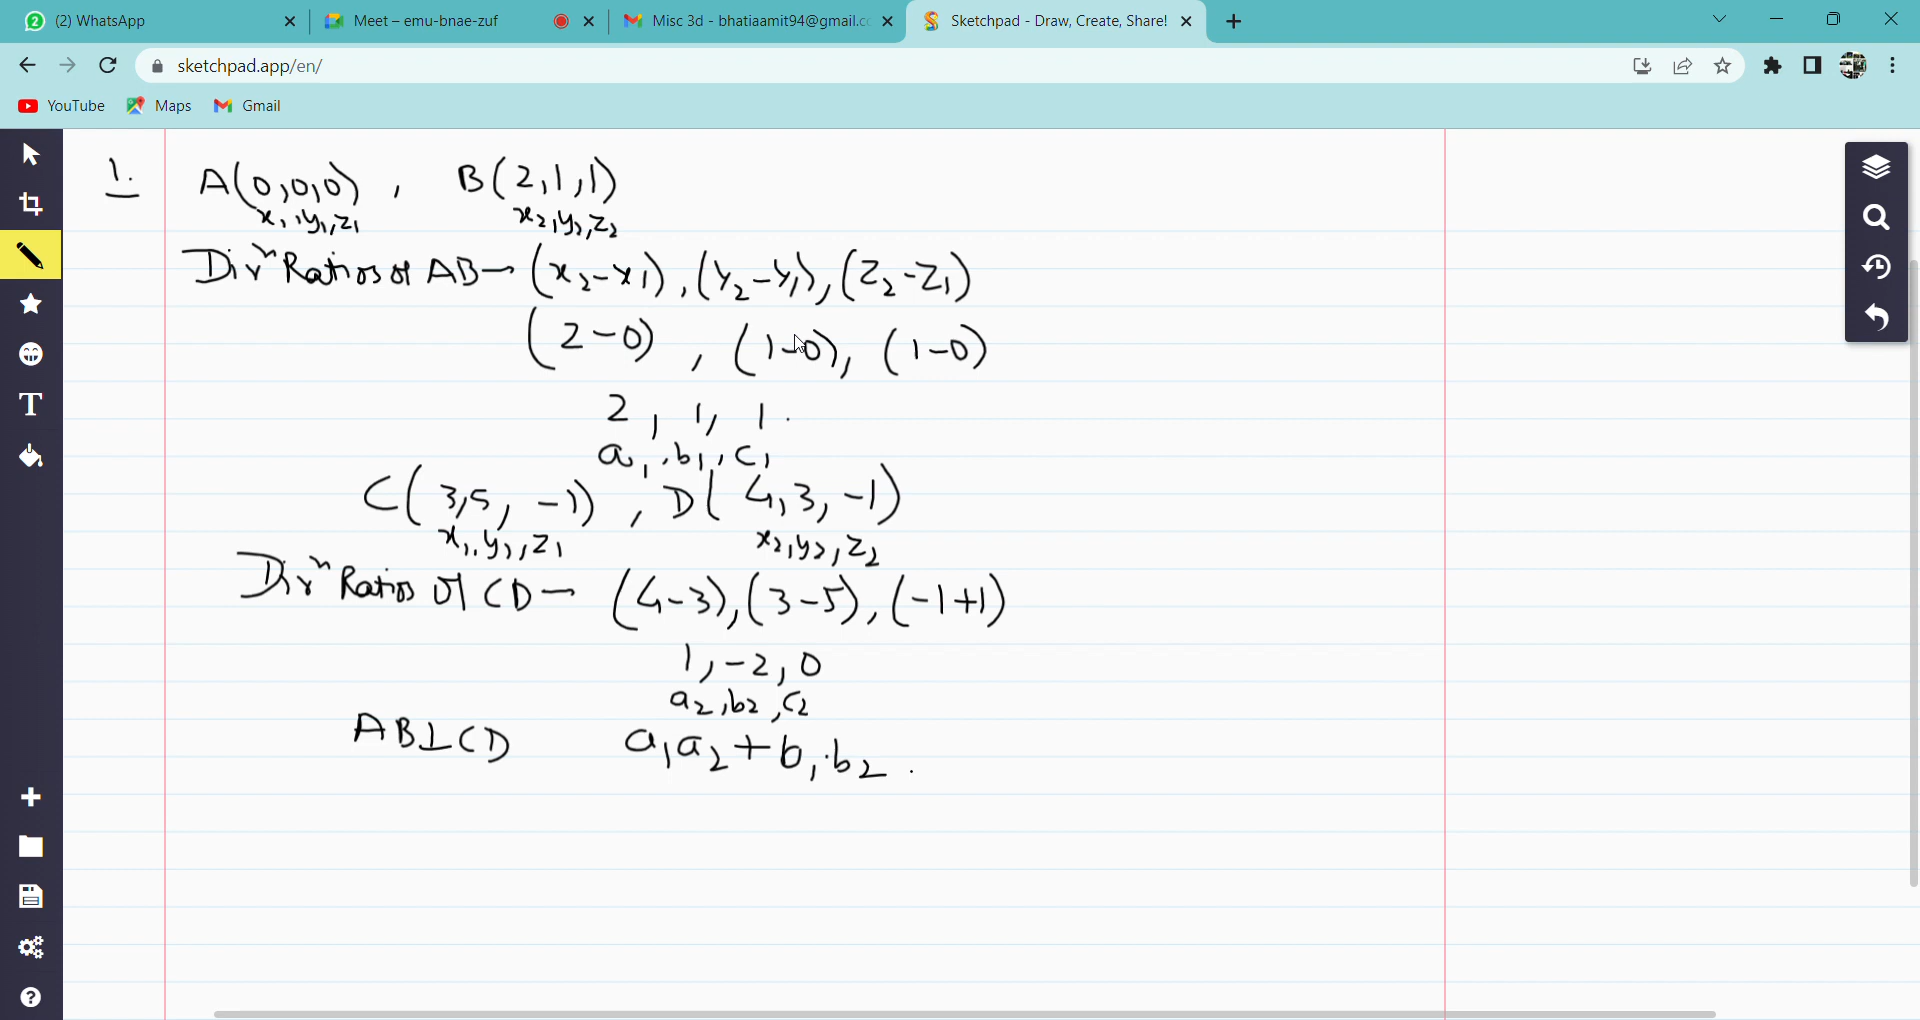 (2) WhatsApp
Meet – emu-bnae-zuf
Misc 3d - bhatiaamit94@gmail.cc
Sketchpad - Draw, Create, Share!
sketchpad.app/en/
YouTube Maps Gmail
1. A(0,0,0) , B(2,1,1)
x₁,y₁,z₁ x₂,y₂,z₂
Dirⁿ Ratios of AB — (x₂-x₁),(y₂-y₁),(z₂-z₁)
(2-0) , (1-0), (1-0)
2 , 1, 1.
a₁,b₁,c₁
C(3,5,-1) , D(4,3,-1)
x₁,y₁,z₁ x₂,y₂,z₂
Dirⁿ Ratios of CD — (4-3),(3-5),(-1+1)
1,-2,0
a₂,b₂,c₂
AB⊥CD a₁a₂+b₁.b₂ .
T
?